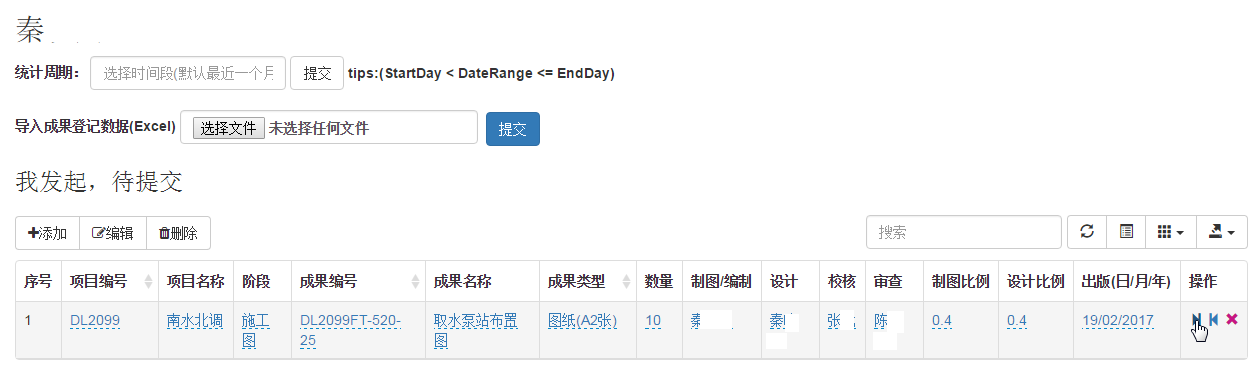 秦
统计周期： 选择时间段(默认最近一个月 提交 tips:(StartDay < DateRange <= EndDay)
导入成果登记数据(Excel) 选择文件 未选择任何文件 提交
我发起，待提交
添加 编辑 删除 搜索
序号 项目编号 项目名称 阶段 成果编号 成果名称 成果类型 数量 制图/编制 设计 校核 审查 制图比例 设计比例 出版(日/月/年) 操作
1 DL2099 南水北调 施工 DL2099FT-520- 取水泵站布置 图纸(A2张) 10 秦 秦 张 陈 0.4 0.4 19/02/2017
图 25 图